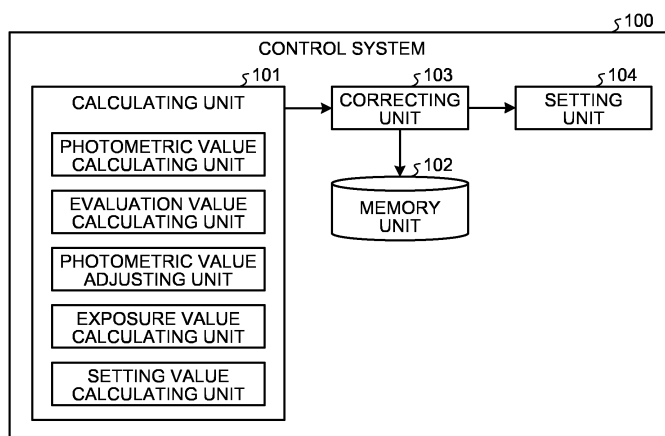 100
CONTROL SYSTEM
101
CALCULATING UNIT
PHOTOMETRIC VALUE
CALCULATING UNIT
EVALUATION VALUE
CALCULATING UNIT
PHOTOMETRIC VALUE
ADJUSTING UNIT
EXPOSURE VALUE
CALCULATING UNIT
SETTING VALUE
CALCULATING UNIT
103
CORRECTING
UNIT
104
SETTING
UNIT
102
MEMORY
UNIT